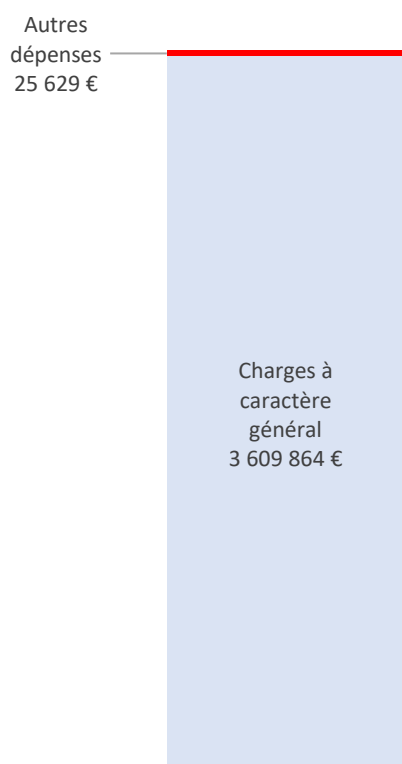 Autres
dépenses
25 629 €
Charges à
caractère
général
3 609 864 €